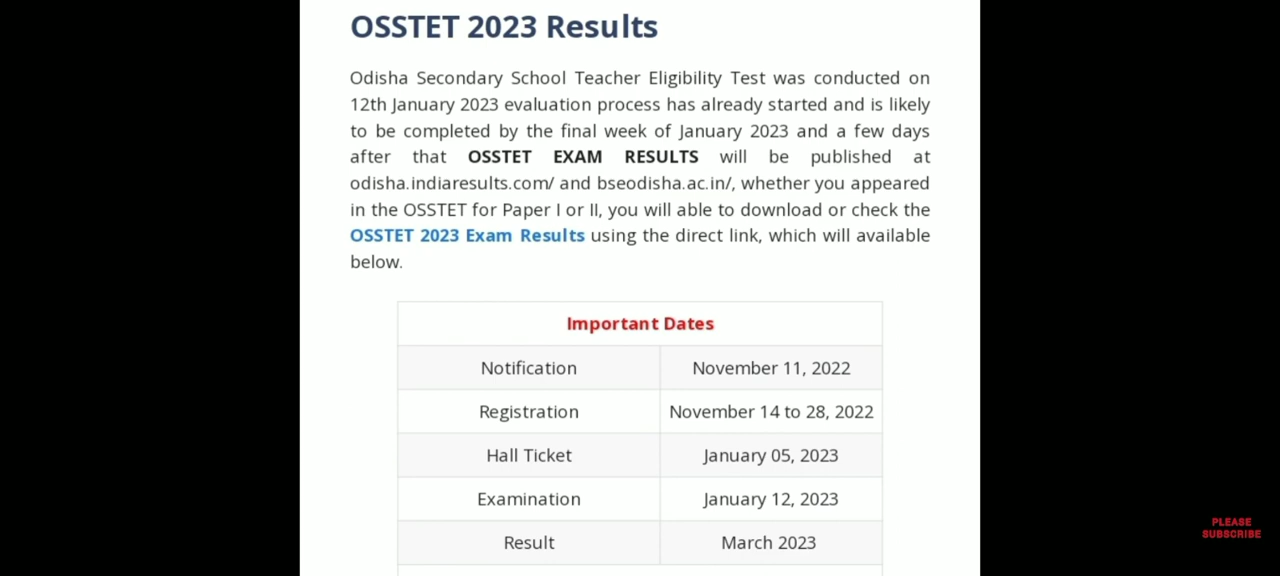 OSSTET 2023 Results
Odisha Secondary School Teacher Eligibility Test was conducted on
12th January 2023 evaluation process has already started and is likely
to be completed by the final week of January 2023 and a few days
after that OSSTET EXAM RESULTS will be published at
odisha.indiaresults.com/ and bseodisha.ac.in/, whether you appeared
in the OSSTET for Paper I or II, you will able to download or check the
OSSTET 2023 Exam Results using the direct link, which will available
below.
Important Dates
Notification November 11, 2022
Registration November 14 to 28, 2022
Hall Ticket January 05, 2023
Examination January 12, 2023
Result March 2023
PLEASE
SUBSCRIBE